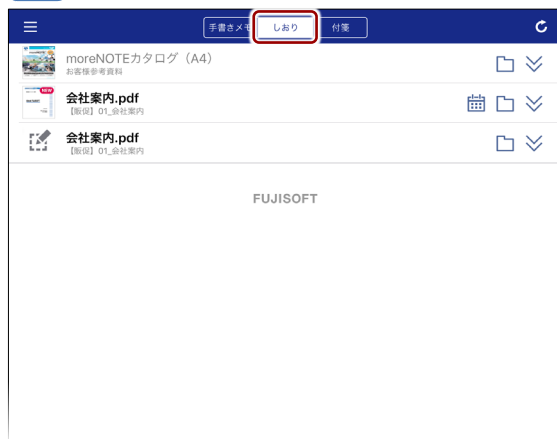 手書きメモ しおり 付箋
moreNOTEカタログ（A4）
お客様参考資料
NEW
会社案内.pdf
【販促】01_会社案内
会社案内.pdf
【販促】01_会社案内
FUJISOFT